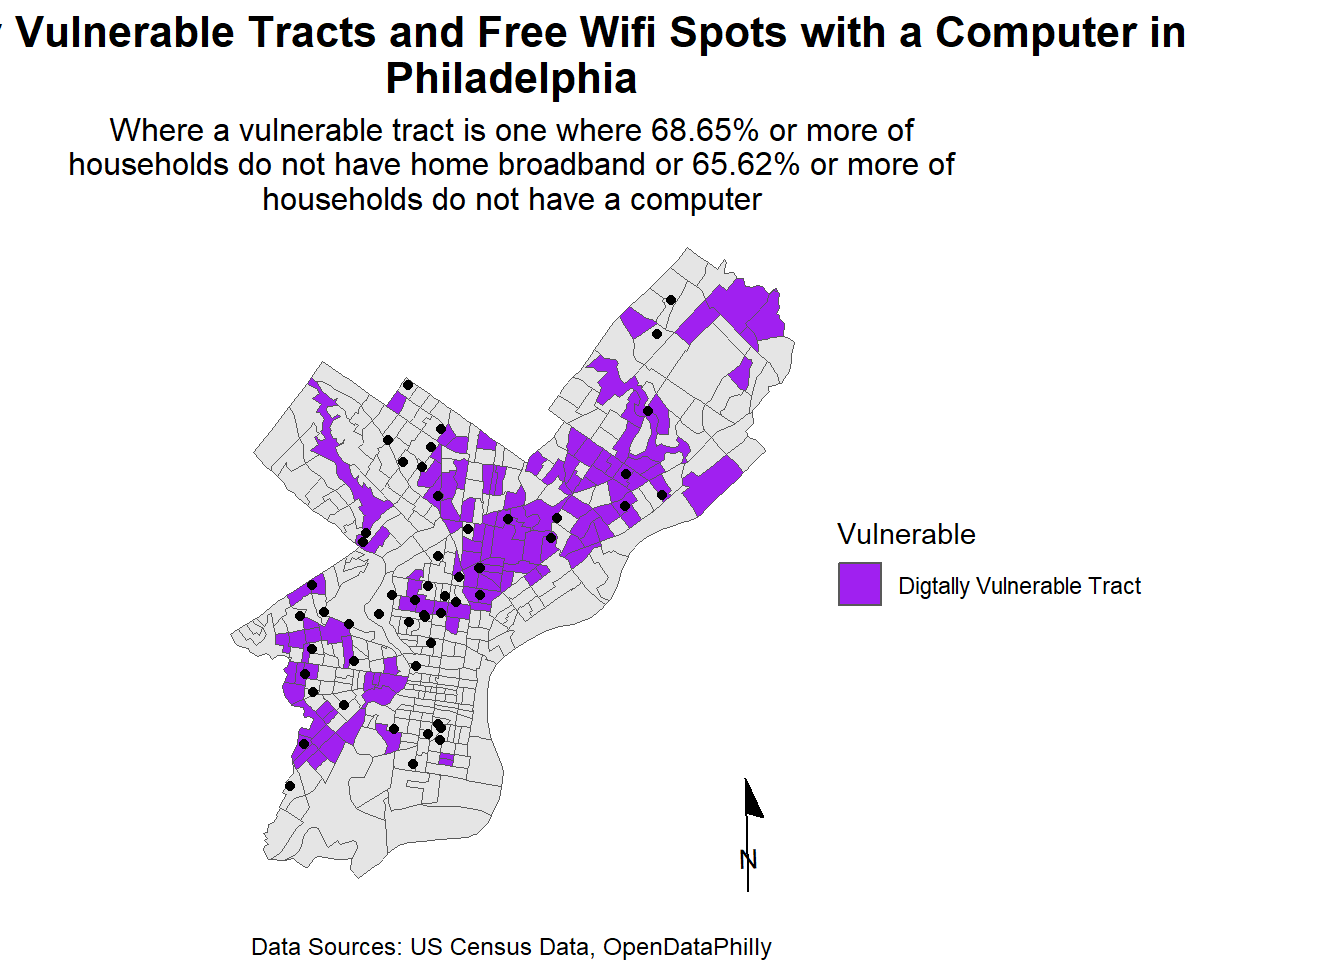 Vulnerable Tracts and Free Wifi Spots with a Computer in
Philadelphia
Where a vulnerable tract is one where 68.65% or more of
households do not have home broadband or 65.62% or more of
households do not have a computer
Vulnerable
Digtally Vulnerable Tract
N
Data Sources: US Census Data, OpenDataPhilly